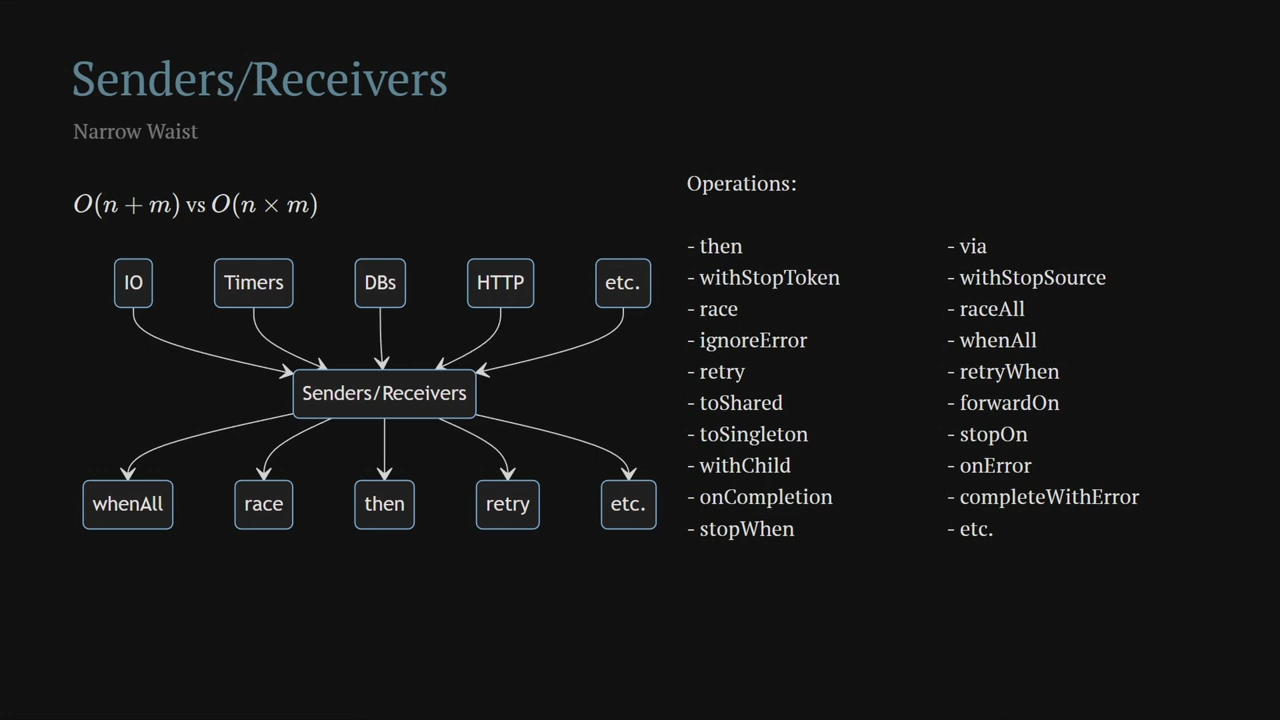 Senders/Receivers
Narrow Waist
O(n + m) vs O(n × m)
IO
Timers
DBs
HTTP
etc.
Senders/Receivers
whenAll
race
then
retry
etc.
Operations:
- then
- withStopToken
- race
- ignoreError
- retry
- toShared
- toSingleton
- withChild
- onCompletion
- stopWhen
- via
- withStopSource
- raceAll
- whenAll
- retryWhen
- forwardOn
- stopOn
- onError
- completeWithError
- etc.